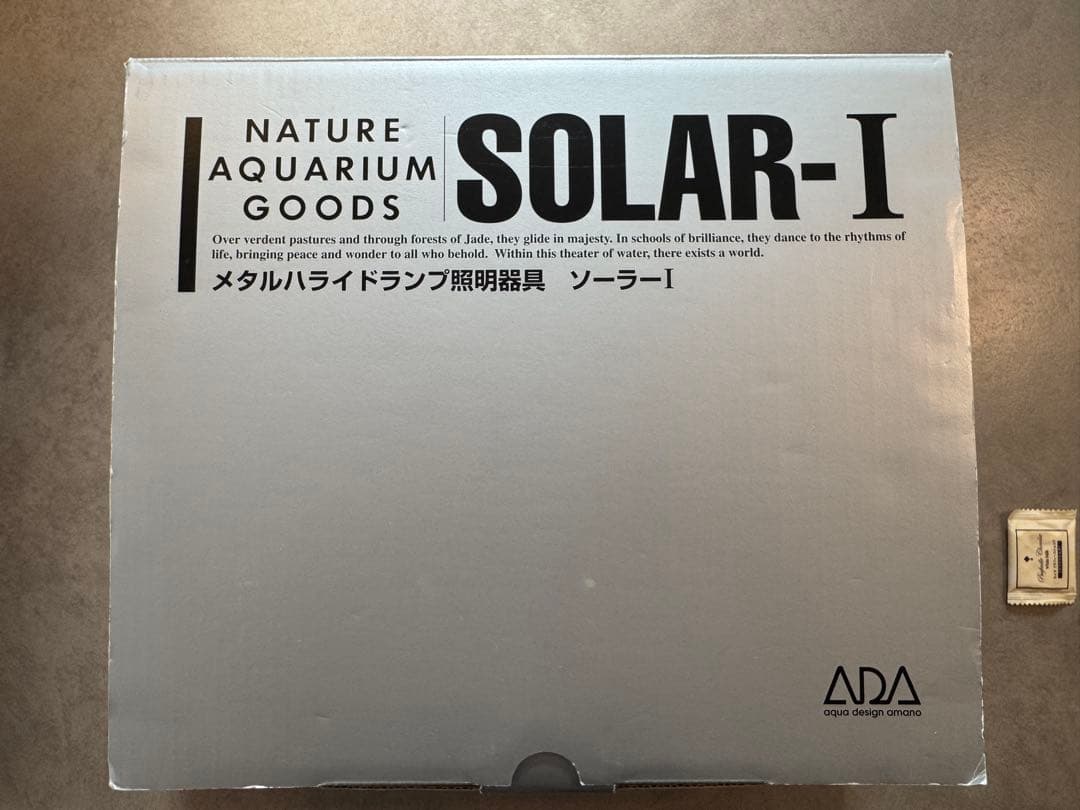 NATURE
AQUARIUM
GOODS
SOLAR-I
Over verdent pastures and through forests of Jade, they glide in majesty. In schools of brilliance, they dance to the rhythms of
life, bringing peace and wonder to all who behold. Within this theater of water, there exists a world.
メタルハライドランプ照明器具 ソーラーI
ADA
aqua design amano